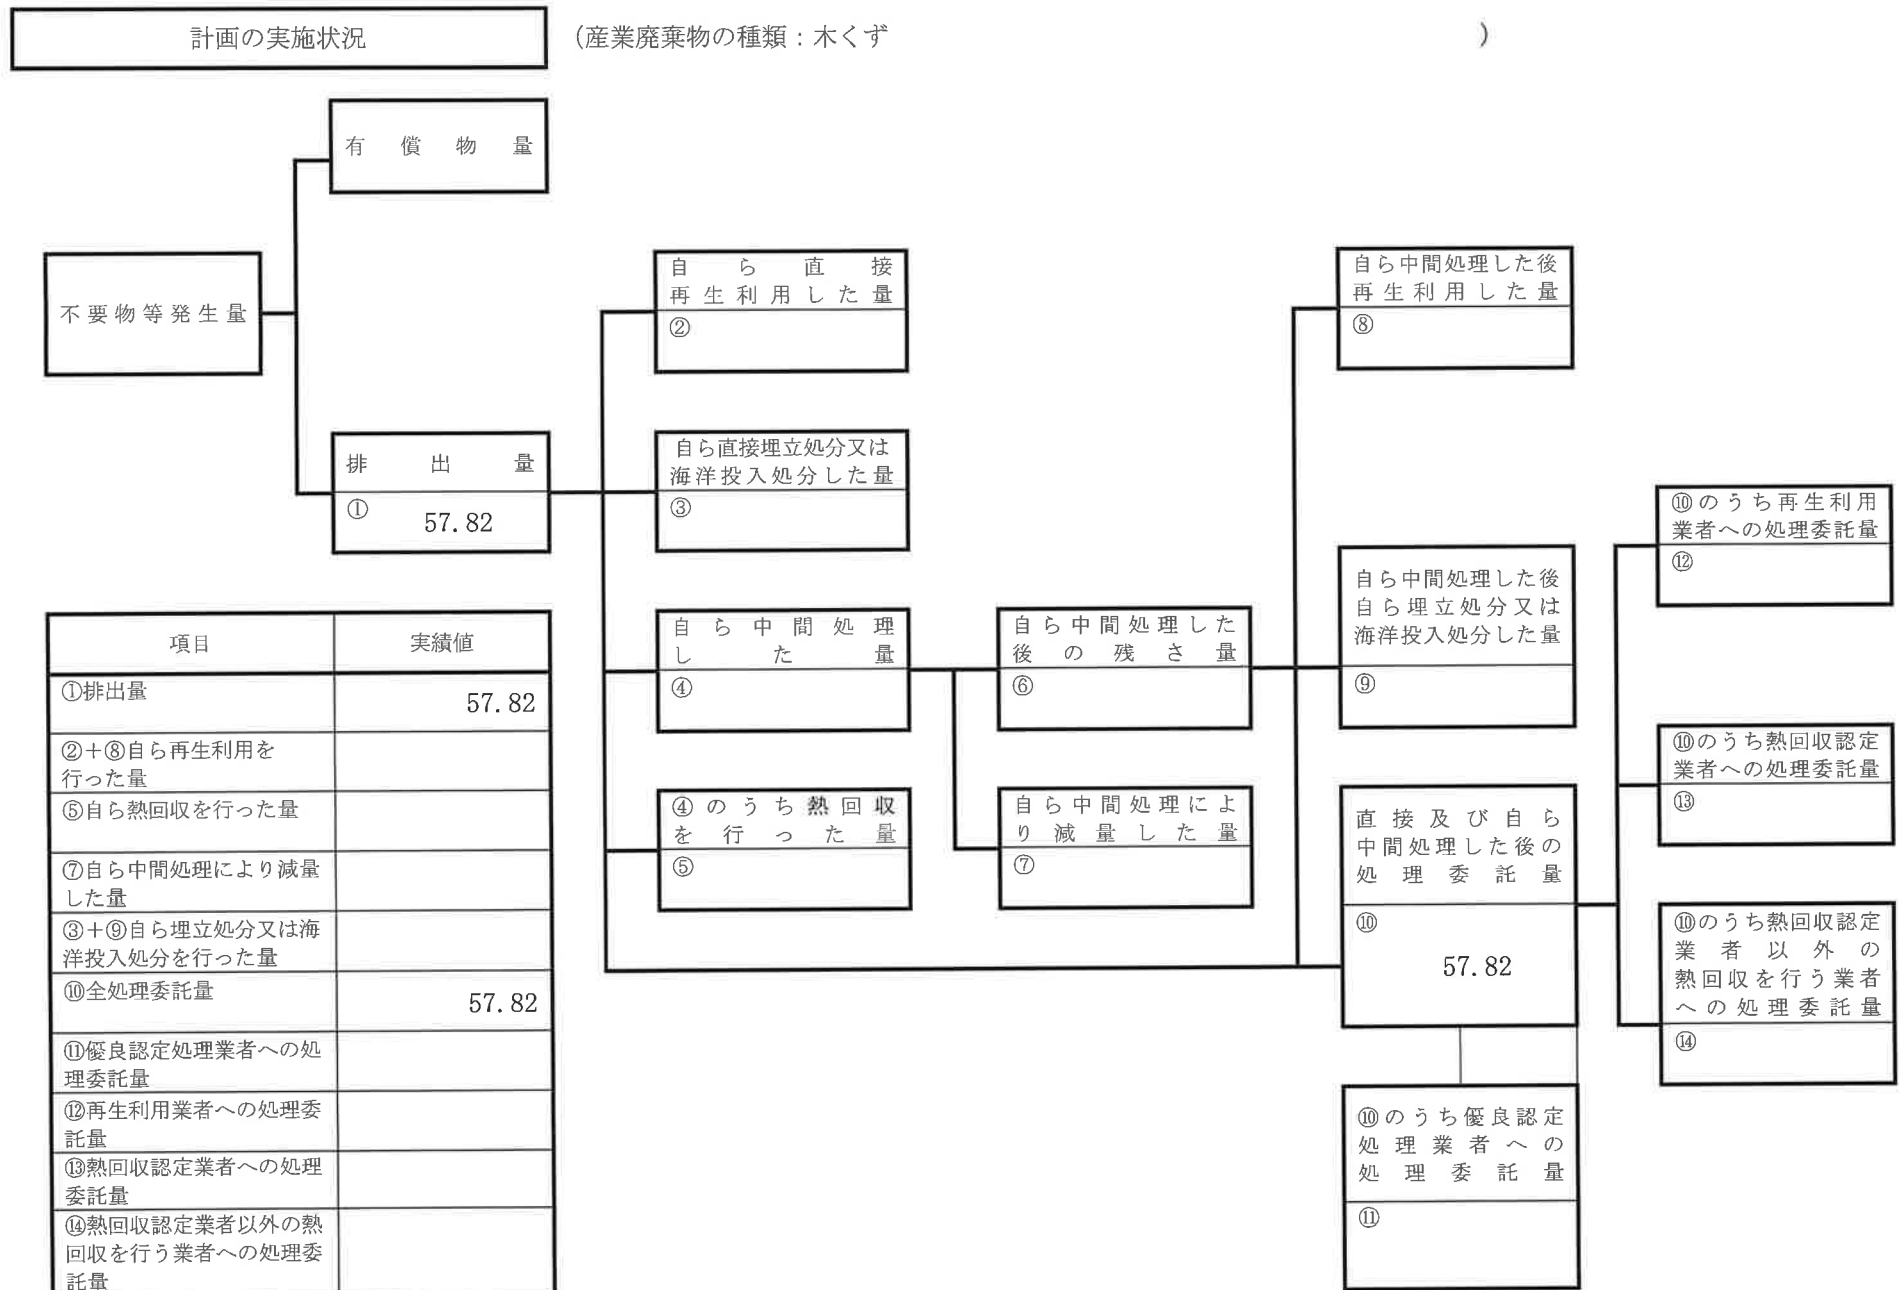 計画の実施状況
（産業廃棄物の種類：木くず ）
有償物量
不要物等発生量
排出量
①
57.82
自ら直接
再生利用した量
②
自ら直接埋立処分又は
海洋投入処分した量
③
自ら中間処理
した量
④
④のうち熱回収
を行った量
⑤
自ら中間処理した
後の残さ量
⑥
自ら中間処理によ
り減量した量
⑦
自ら中間処理した後
再生利用した量
⑧
自ら中間処理した後
自ら埋立処分又は
海洋投入処分した量
⑨
直接及び自ら
中間処理した後の
処理委託量
⑩
57.82
⑩のうち優良認定
処理業者への
処理委託量
⑪
⑩のうち再生利用
業者への処理委託量
⑫
⑩のうち熱回収認定
業者への処理委託量
⑬
⑩のうち熱回収認定
業者以外の
熱回収を行う業者
への処理委託量
⑭
項目 実績値
①排出量 57.82
②＋⑧自ら再生利用を
行った量
⑤自ら熱回収を行った量
⑦自ら中間処理により減量
した量
③＋⑨自ら埋立処分又は海
洋投入処分を行った量
⑩全処理委託量 57.82
⑪優良認定処理業者への処
理委託量
⑫再生利用業者への処理委
託量
⑬熱回収認定業者への処理
委託量
⑭熱回収認定業者以外の熱
回収を行う業者への処理委
託量